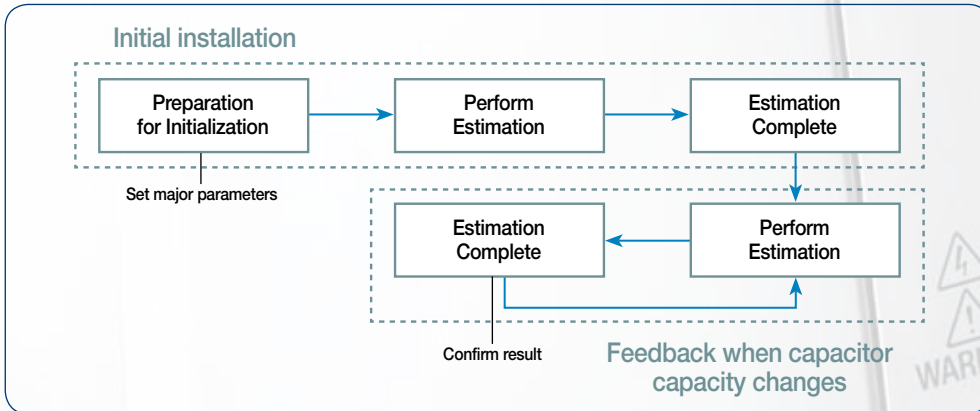 Initial installation
Preparation
for Initialization
Perform
Estimation
Estimation
Complete
Set major parameters
Estimation
Complete
Perform
Estimation
Confirm result
Feedback when capacitor
capacity changes